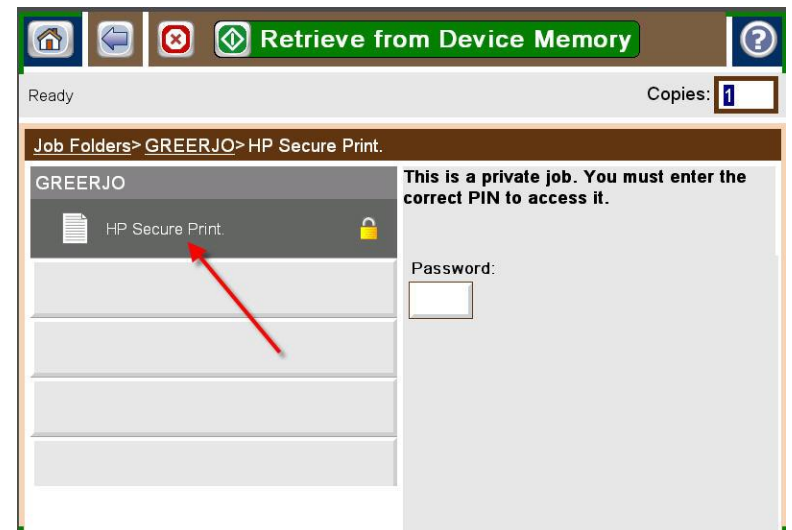 Retrieve from Device Memory
?
Ready
Copies: 1
Job Folders> GREERJO> HP Secure Print.
GREERJO
HP Secure Print.
This is a private job. You must enter the
correct PIN to access it.
Password: